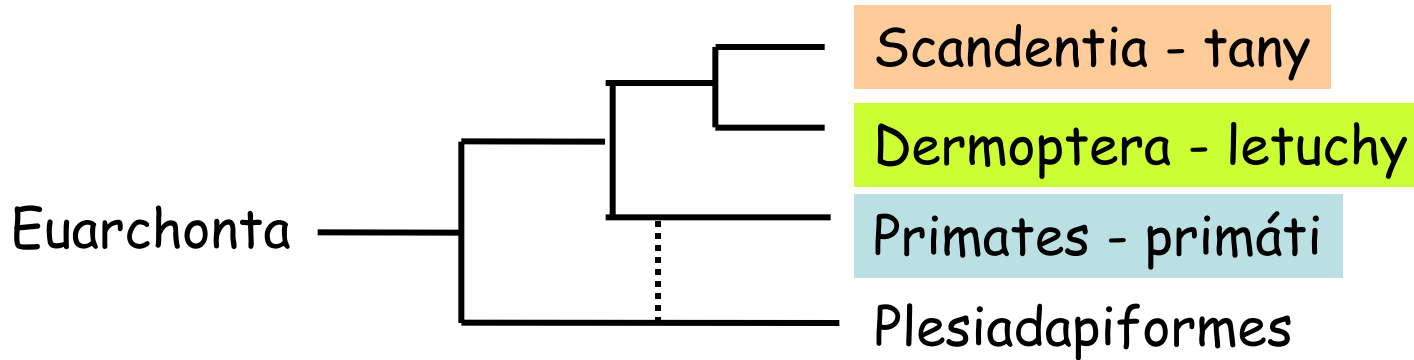 Scandentia - tany
Dermoptera - letuchy
Euarchonta
Primates - primáti
Plesiadapiformes